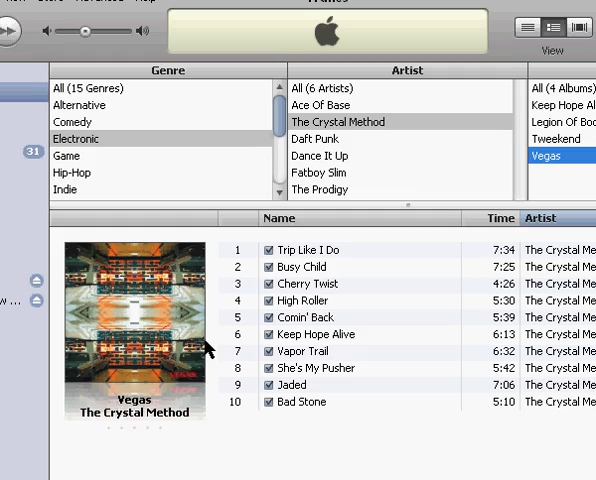 View
Genre
Artist
All (15 Genres)
Alternative
Comedy
Electronic
Game
Hip-Hop
Indie
All (6 Artists)
Ace Of Base
The Crystal Method
Daft Punk
Dance It Up
Fatboy Slim
The Prodigy
All (4 Albums)
Keep Hope Al
Legion Of Boo
Tweekend
Vegas
31
w ...
Name Time Artist
1 Trip Like I Do 7:34 The Crystal Me
2 Busy Child 7:25 The Crystal Me
3 Cherry Twist 4:26 The Crystal Me
4 High Roller 5:30 The Crystal Me
5 Comin' Back 5:39 The Crystal Me
6 Keep Hope Alive 6:13 The Crystal Me
7 Vapor Trail 6:32 The Crystal Me
8 She's My Pusher 5:42 The Crystal Me
9 Jaded 7:06 The Crystal Me
10 Bad Stone 5:10 The Crystal Me
Vegas
The Crystal Method